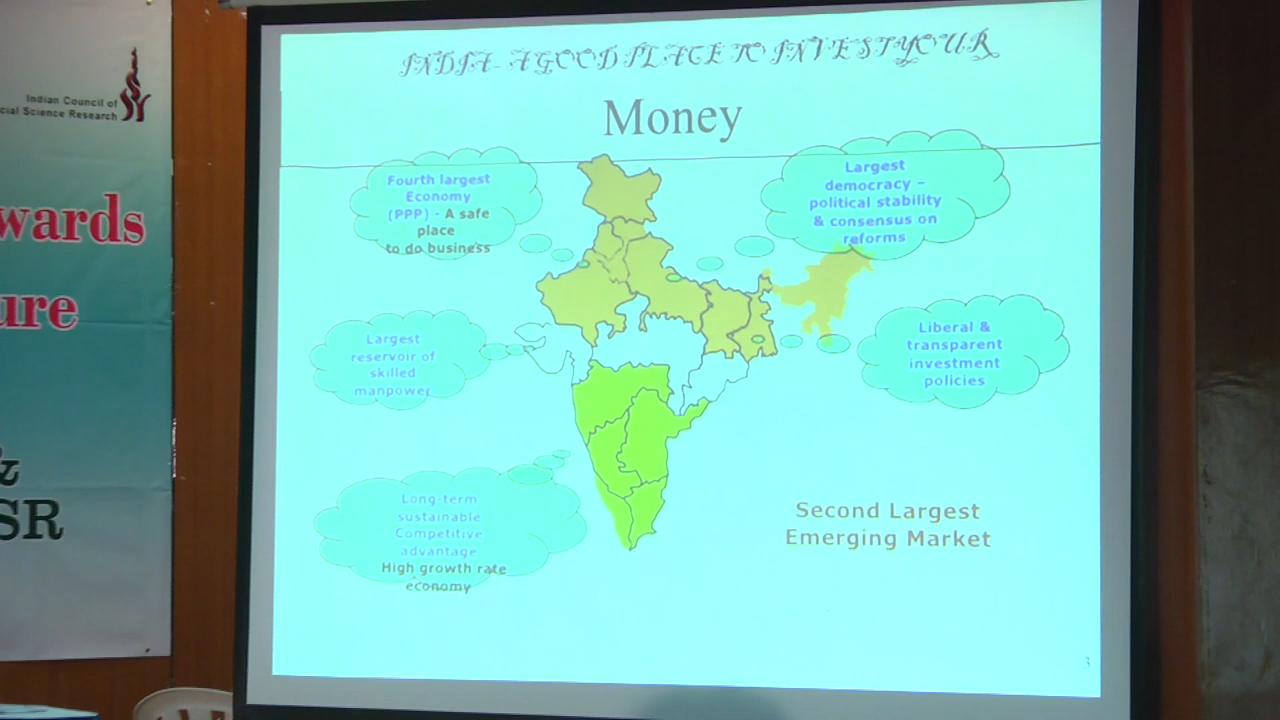 Indian Council of
cial Science Research
wards
ure
&
SR
INDIA- A GOOD PLACE TO INVEST YOUR
Money
Fourth largest
Economy
(PPP) - A safe
place
to do business
Largest
democracy –
political stability
& consensus on
reforms
Largest
reservoir of
skilled
manpower
Liberal &
transparent
investment
policies
Long-term
sustainable
Competitive
advantage
High growth rate
economy
Second Largest
Emerging Market
3